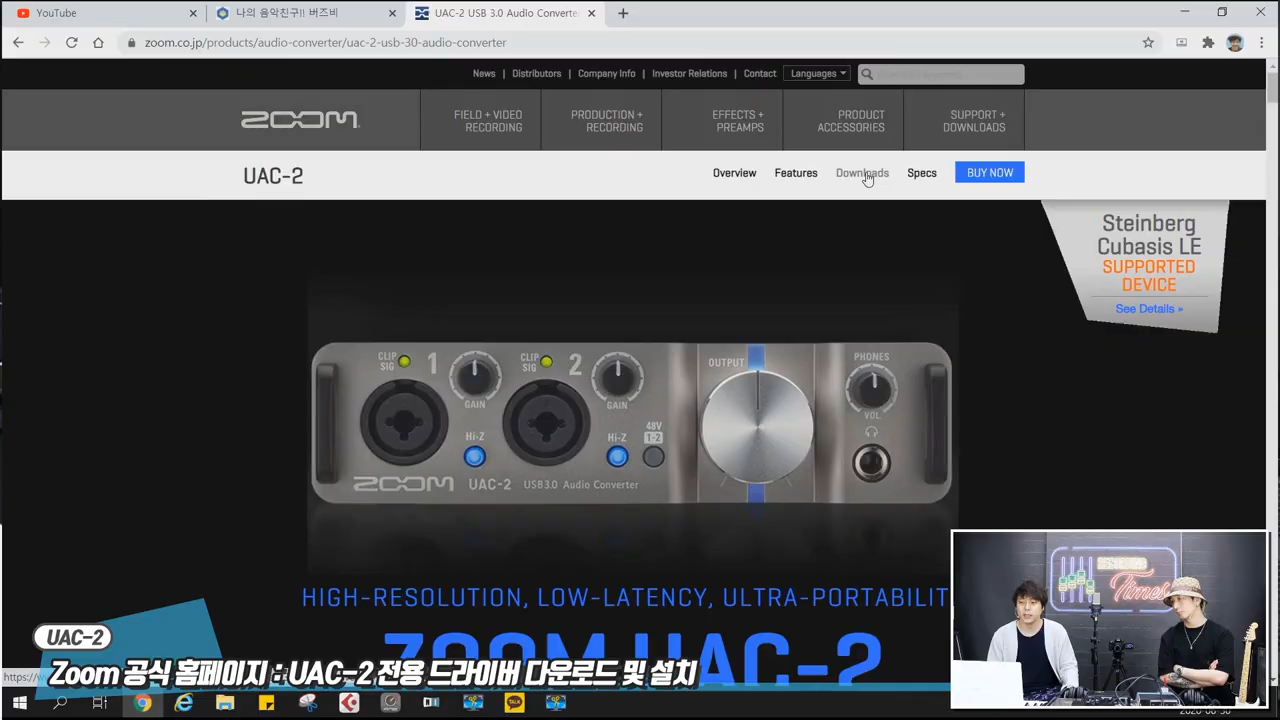 YouTube
나의 음악친구!! 버즈비
UAC-2 USB 3.0 Audio Converte
zoom.co.jp/products/audio-converter/uac-2-usb-30-audio-converter
News | Distributors | Company Info | Investor Relations | Contact
Languages
ZOOM
FIELD + VIDEO RECORDING
PRODUCTION + RECORDING
EFFECTS + PREAMPS
PRODUCT ACCESSORIES
SUPPORT + DOWNLOADS
UAC-2
Overview Features Downloads Specs BUY NOW
Steinberg
Cubasis LE
SUPPORTED
DEVICE
See Details »
CLIP
SIG
1
GAIN
Hi-Z
CLIP
SIG
2
GAIN
Hi-Z
48V
1-2
OUTPUT
PHONES
VOL
ZOOM UAC-2 USB3.0 Audio Converter
HIGH-RESOLUTION, LOW-LATENCY, ULTRA-PORTABILIT
ZOOM UAC-2
Times
UAC-2
Zoom 공식 홈페이지 : UAC-2 전용 드라이버 다운로드 및 설치
https://w
TALK